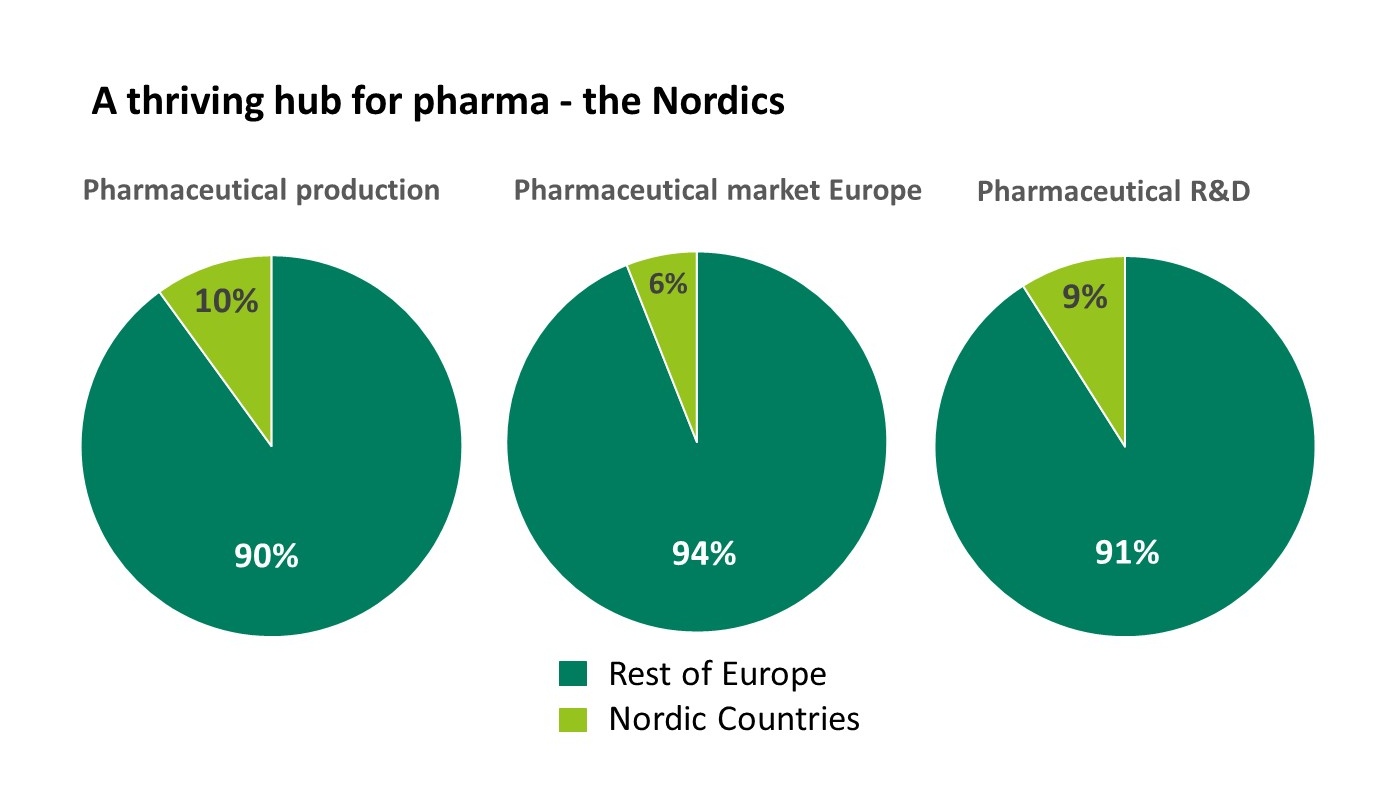 A thriving hub for pharma - the Nordics
Pharmaceutical production
Pharmaceutical market Europe
Pharmaceutical R&D
10%
90%
6%
94%
9%
91%
Rest of Europe
Nordic Countries